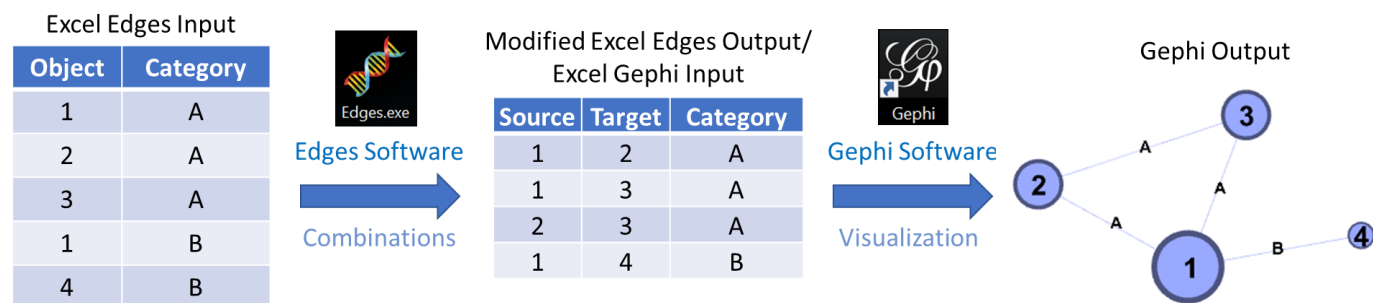 Excel Edges Input
Object Category
1 A
2 A
3 A
1 B
4 B
Edges.exe
Edges Software
Combinations
Modified Excel Edges Output/
Excel Gephi Input
Source Target Category
1 2 A
1 3 A
2 3 A
1 4 B
Gephi
Gephi Software
Visualization
Gephi Output
3
A
2
A
A
4
B
1